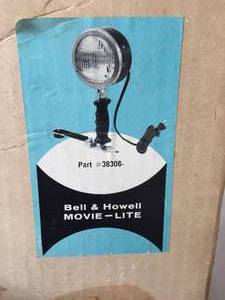 Part #38306-
Bell & Howell
MOVIE-LITE